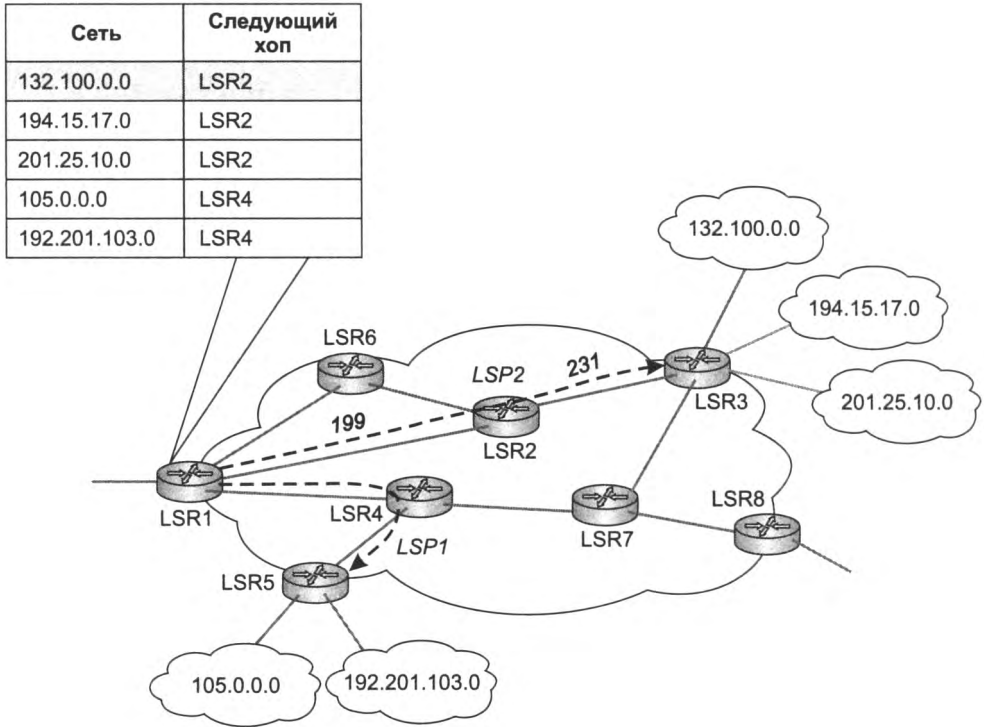 Сеть
Следующий
хоп
132.100.0.0 LSR2
194.15.17.0 LSR2
201.25.10.0 LSR2
105.0.0.0 LSR4
192.201.103.0 LSR4
132.100.0.0
194.15.17.0
LSR6
LSP2
231
LSR3
201.25.10.0
199
LSR2
LSR8
LSR1
LSR4
LSR7
LSP1
LSR5
105.0.0.0
192.201.103.0